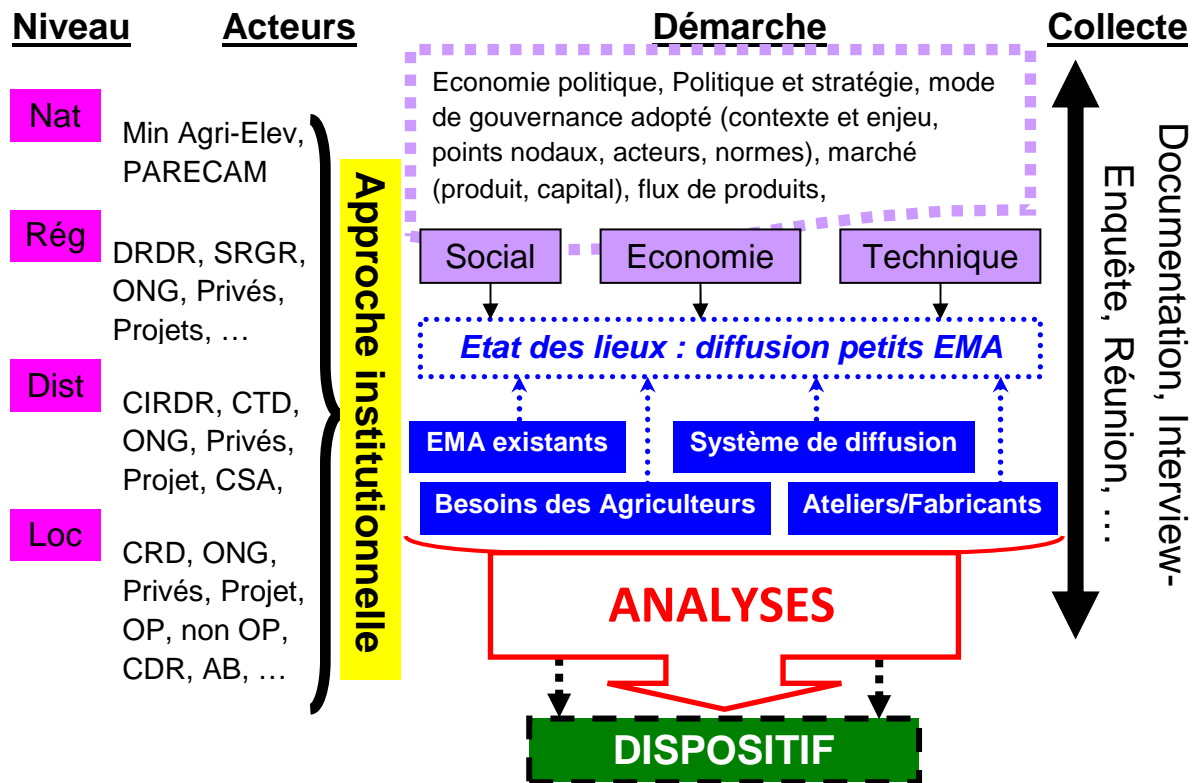 Niveau
Acteurs
Démarche
Collecte
Nat
Min Agri-Elev,
PARECAM
Rég
DRDR, SRGR,
ONG, Privés,
Projets, …
Dist
CIRDR, CTD,
ONG, Privés,
Projet, CSA,
Loc
CRD, ONG,
Privés, Projet,
OP, non OP,
CDR, AB, …
Approche institutionnelle
Economie politique, Politique et stratégie, mode
de gouvernance adopté (contexte et enjeu,
points nodaux, acteurs, normes), marché
(produit, capital), flux de produits,
Social
Economie
Technique
Etat des lieux : diffusion petits EMA
EMA existants
Système de diffusion
Besoins des Agriculteurs
Ateliers/Fabricants
ANALYSES
DISPOSITIF
Documentation, Interview-
Enquête, Réunion, …